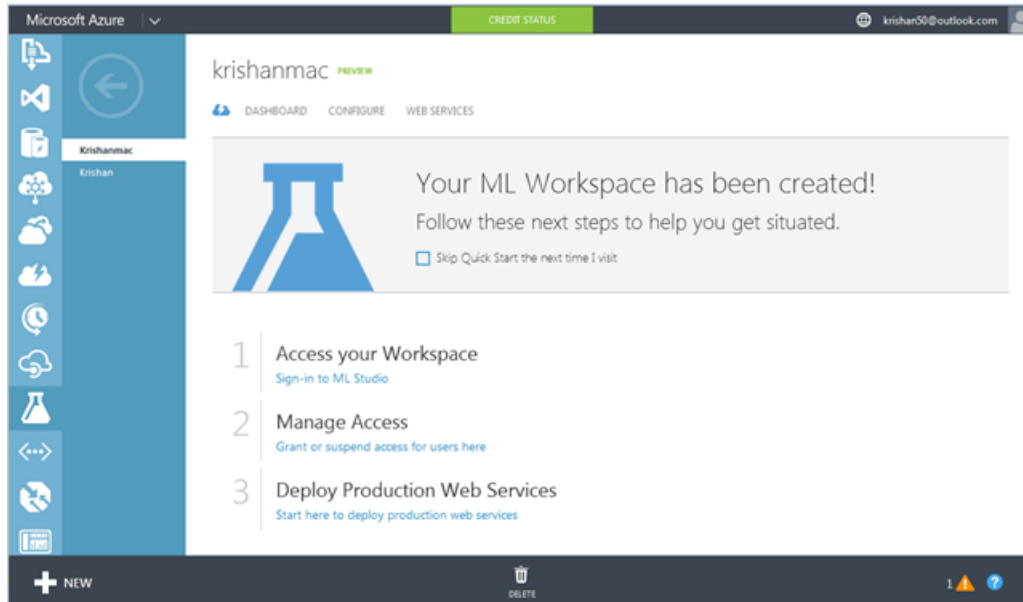 Microsoft Azure
CREDIT STATUS
krishan50@outlook.com
Krishanmac
Krishan
krishanmac PREVIEW
DASHBOARD CONFIGURE WEB SERVICES
Your ML Workspace has been created!
Follow these next steps to help you get situated.
Skip Quick Start the next time I visit
1 Access your Workspace
Sign-in to ML Studio
2 Manage Access
Grant or suspend access for users here
3 Deploy Production Web Services
Start here to deploy production web services
NEW
DELETE
1
?